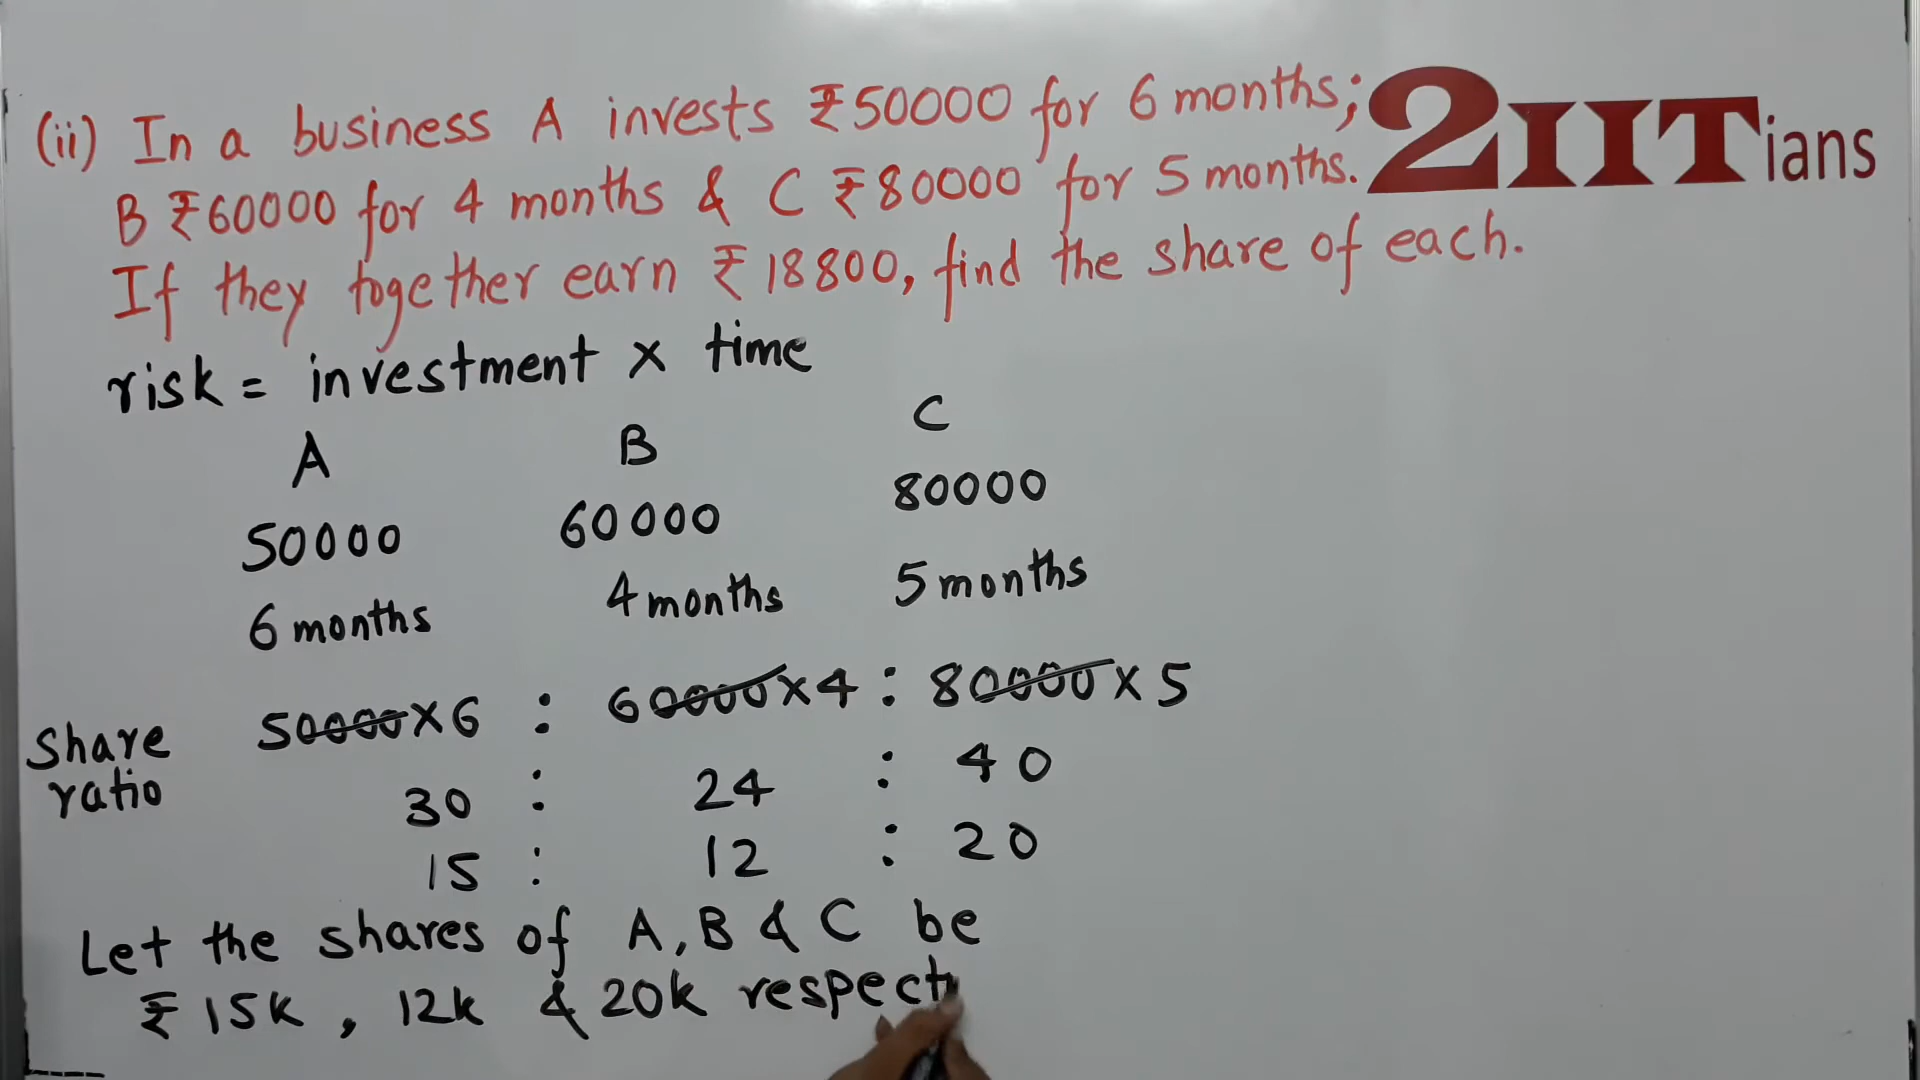 (ii) In a business A invests ₹50000 for 6 months;
B ₹60000 for 4 months & C ₹80000 for 5 months.
If they together earn ₹18800, find the share of each.
2IITians
risk = investment × time
A B C
50000 60000 80000
6 months 4 months 5 months
Share ratio 50000×6 : 60000×4 : 80000×5
30 : 24 : 40
15 : 12 : 20
Let the shares of A, B & C be
₹15k, 12k & 20k respect